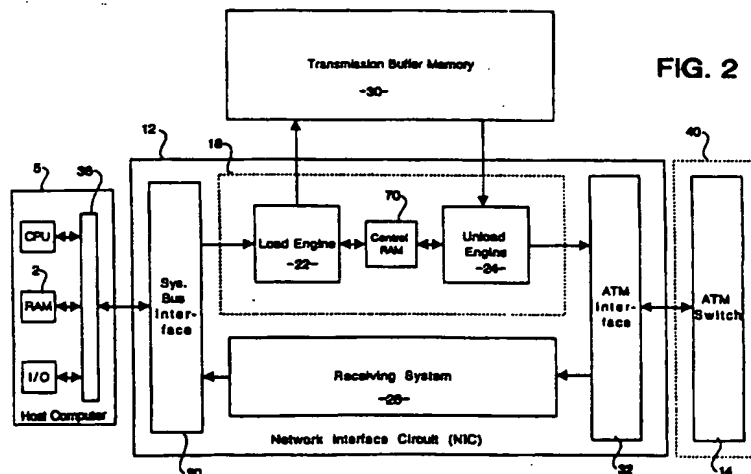 FIG. 2
Transmission Buffer Memory
-30-
12
18
40
5
36
70
CPU
2
RAM
I/O
Host Computer
Sys.
Bus
Inter-
face
Load Engine
-22-
Control
RAM
Unload
Engine
-24-
ATM
Inter-
face
ATM
Switch
Receiving System
Network Interface Circuit (NIC)
32
14